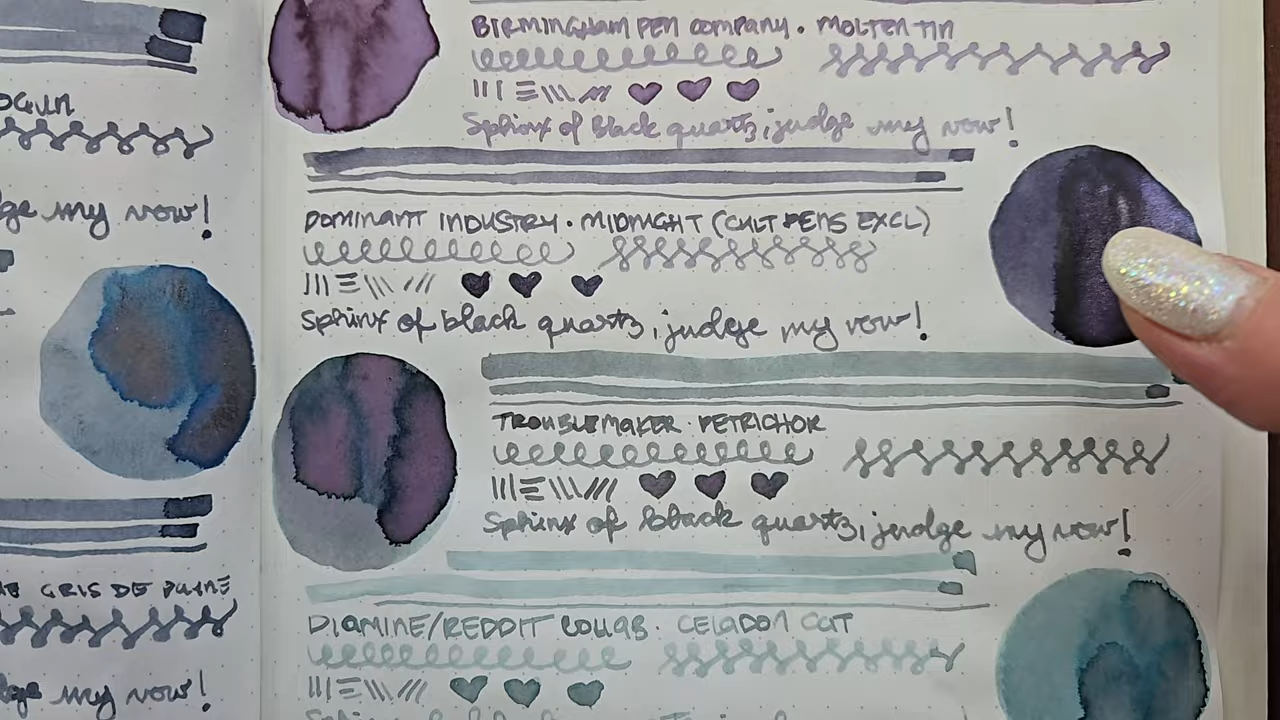 BIRMINGHAM PEN COMPANY · MOLTEN TIN
Sphinx of black quartz, judge my vow!
DOMINANT INDUSTRY · MIDNIGHT (CULT PENS EXCL)
Sphinx of black quartz, judge my vow!
TROUBLEMAKER · PETRICHOR
Sphinx of black quartz, judge my vow!
DIAMINE/REDDIT COLLAB · CELADON CAT
my vow!
GRIS DE
my vow!